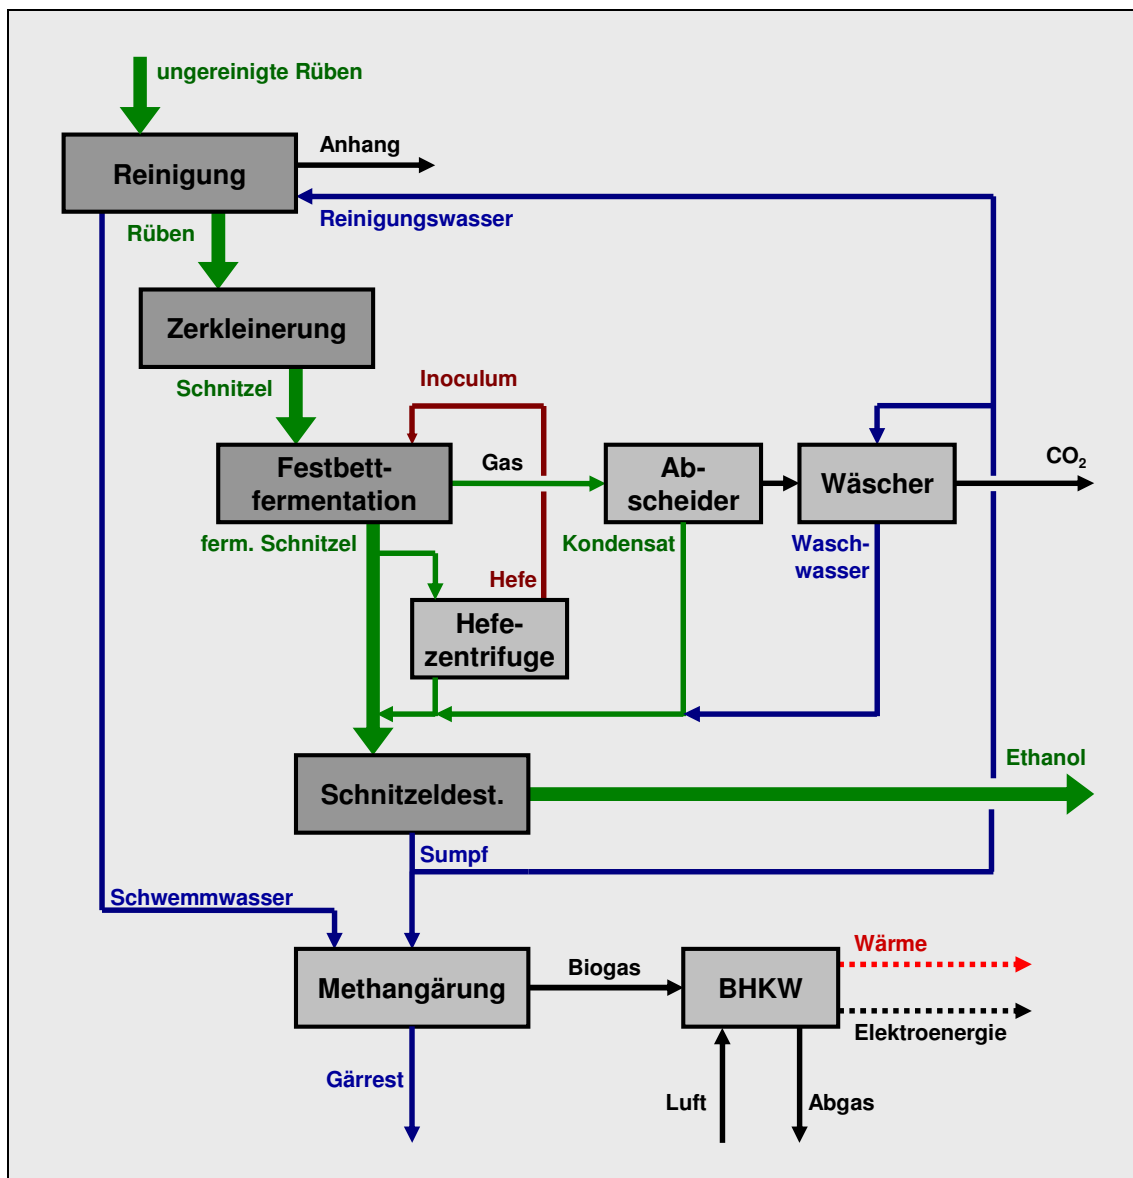 ungereinigte Rüben
Anhang
Reinigung
Reinigungswasser
Rüben
Zerkleinerung
Schnitzel
Inoculum
Festbett-
fermentation
Gas
Ab-
scheider
Wäscher
CO₂
ferm. Schnitzel
Kondensat
Wasch-
wasser
Hefe
Hefe-
zentrifuge
Ethanol
Schnitzeldest.
Sumpf
Schwemmwasser
Methangärung
Biogas
BHKW
Wärme
Elektroenergie
Gärrest
Luft
Abgas